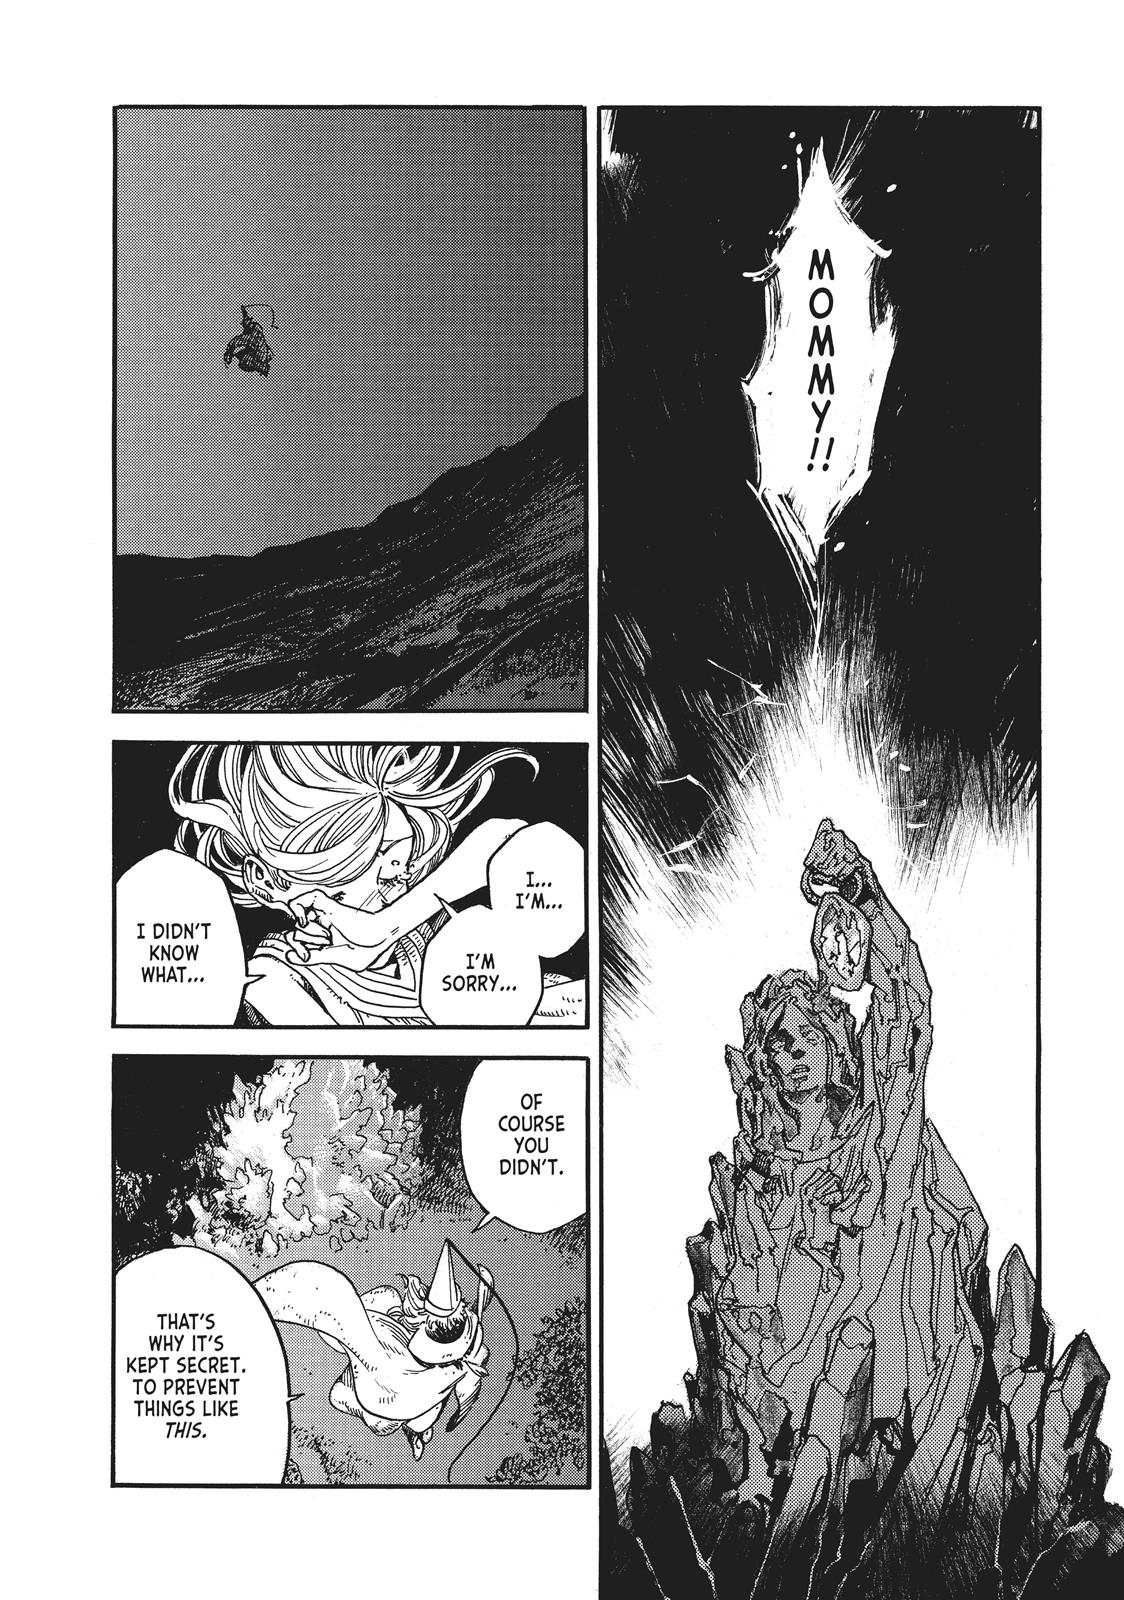 MOMMY!!
I...
I'M...
I'M
SORRY...
I DIDN'T
KNOW
WHAT...
OF
COURSE
YOU
DIDN'T.
THAT'S
WHY IT'S
KEPT SECRET.
TO PREVENT
THINGS LIKE
THIS.